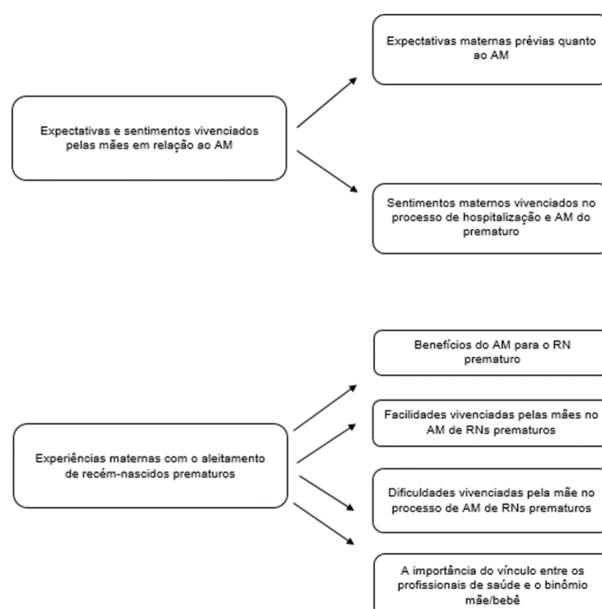 Expectativas maternas prévias quanto
ao AM
Expectativas e sentimentos vivenciados
pelas mães em relação ao AM
Sentimentos maternos vivenciados no
processo de hospitalização e AM do
prematuro
Benefícios do AM para o RN
prematuro
Facilidades vivenciadas pelas mães no
AM de RNs prematuros
Experiências maternas com o aleitamento
de recém-nascidos prematuros
Dificuldades vivenciadas pela mãe no
processo de AM de RNs prematuros
A importância do vínculo entre os
profissionais de saúde e o binômio
mãe/bebê